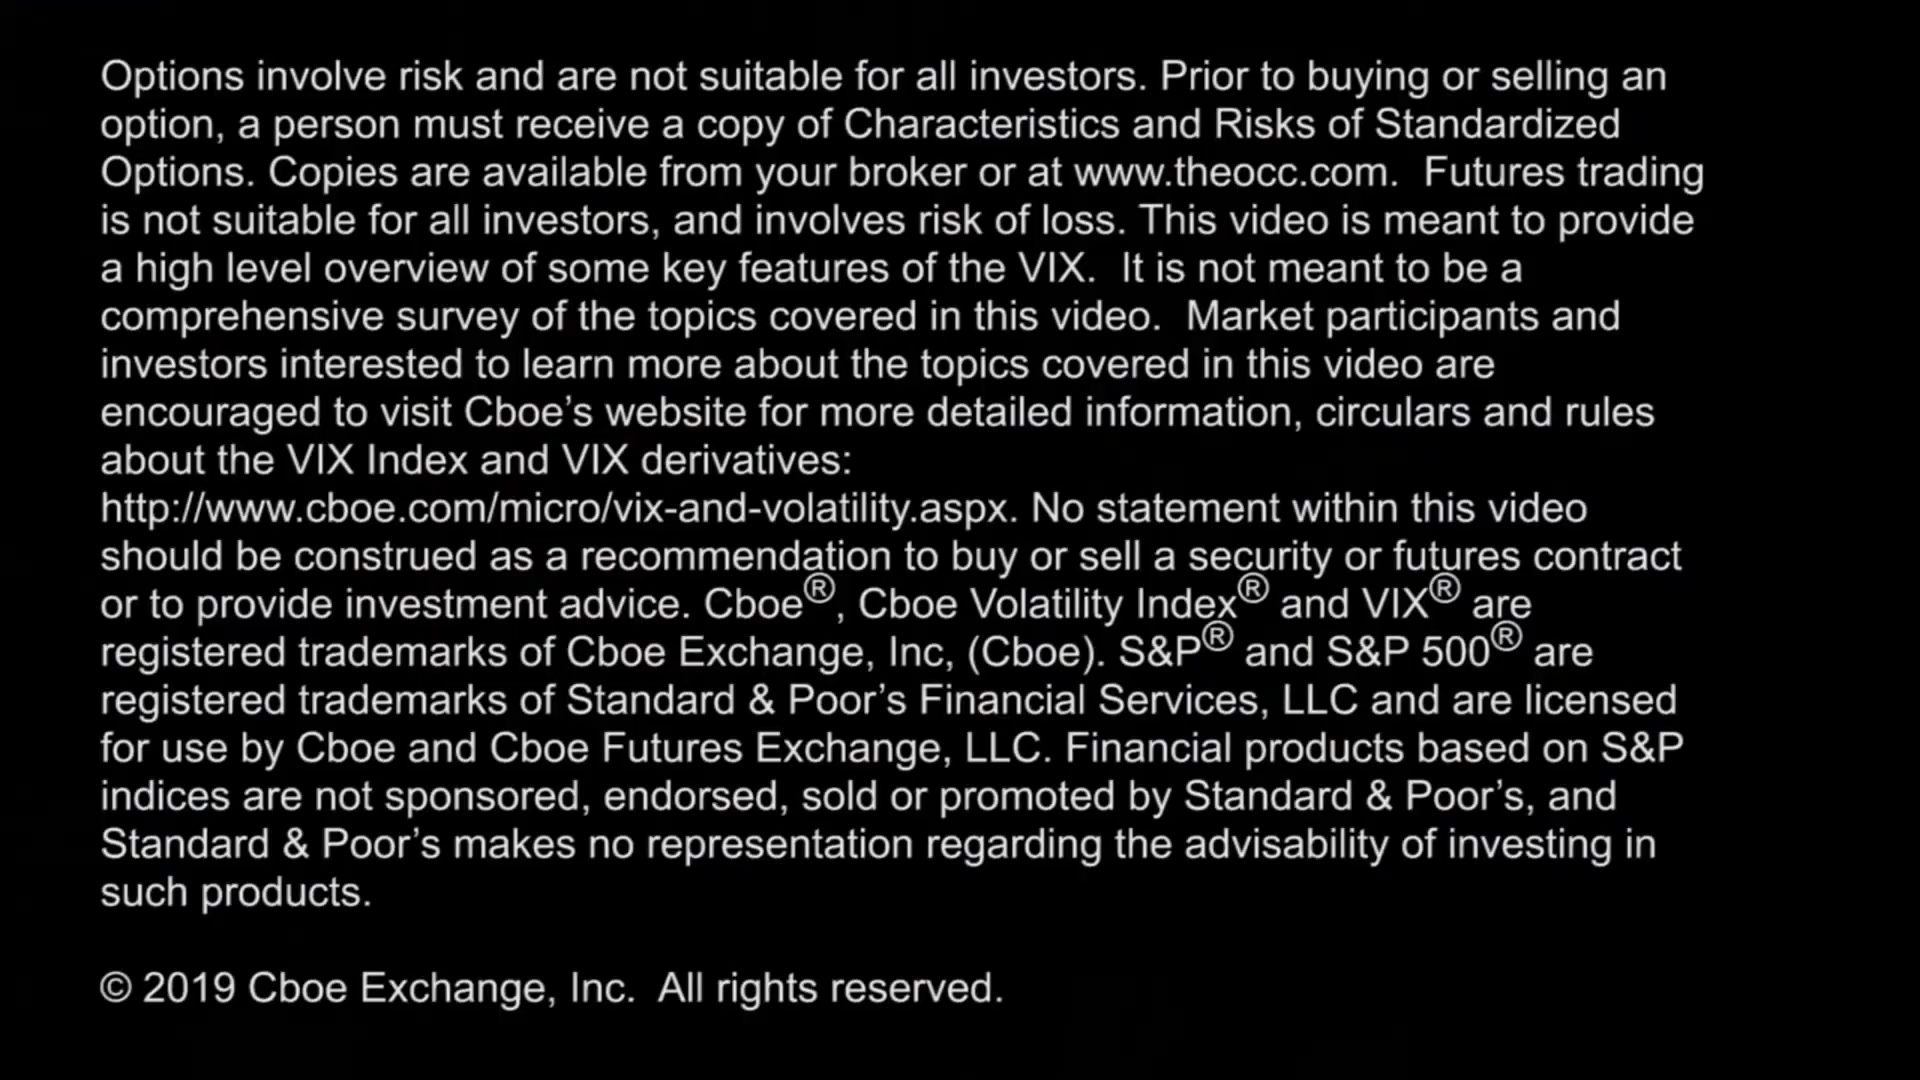 Options involve risk and are not suitable for all investors. Prior to buying or selling an
option, a person must receive a copy of Characteristics and Risks of Standardized
Options. Copies are available from your broker or at www.theocc.com.  Futures trading
is not suitable for all investors, and involves risk of loss. This video is meant to provide
a high level overview of some key features of the VIX.  It is not meant to be a
comprehensive survey of the topics covered in this video.  Market participants and
investors interested to learn more about the topics covered in this video are
encouraged to visit Cboe’s website for more detailed information, circulars and rules
about the VIX Index and VIX derivatives:
http://www.cboe.com/micro/vix-and-volatility.aspx. No statement within this video
should be construed as a recommendation to buy or sell a security or futures contract
or to provide investment advice. Cboe®, Cboe Volatility Index® and VIX® are
registered trademarks of Cboe Exchange, Inc, (Cboe). S&P® and S&P 500® are
registered trademarks of Standard & Poor’s Financial Services, LLC and are licensed
for use by Cboe and Cboe Futures Exchange, LLC. Financial products based on S&P
indices are not sponsored, endorsed, sold or promoted by Standard & Poor’s, and
Standard & Poor’s makes no representation regarding the advisability of investing in
such products.
© 2019 Cboe Exchange, Inc.  All rights reserved.